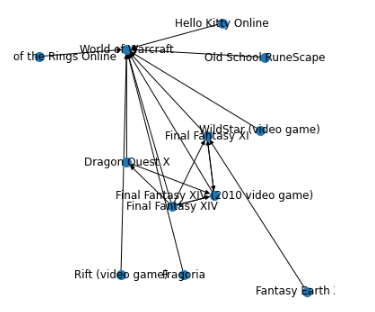 Hello Kitty Online
World of Warcraft
of the Rings Online
Old School RuneScape
WildStar (video game)
Final Fantasy XI
Dragon Quest X
Final Fantasy XIV (2010 video game)
Final Fantasy XIV
Rift (video game)
Fragoria
Fantasy Earth